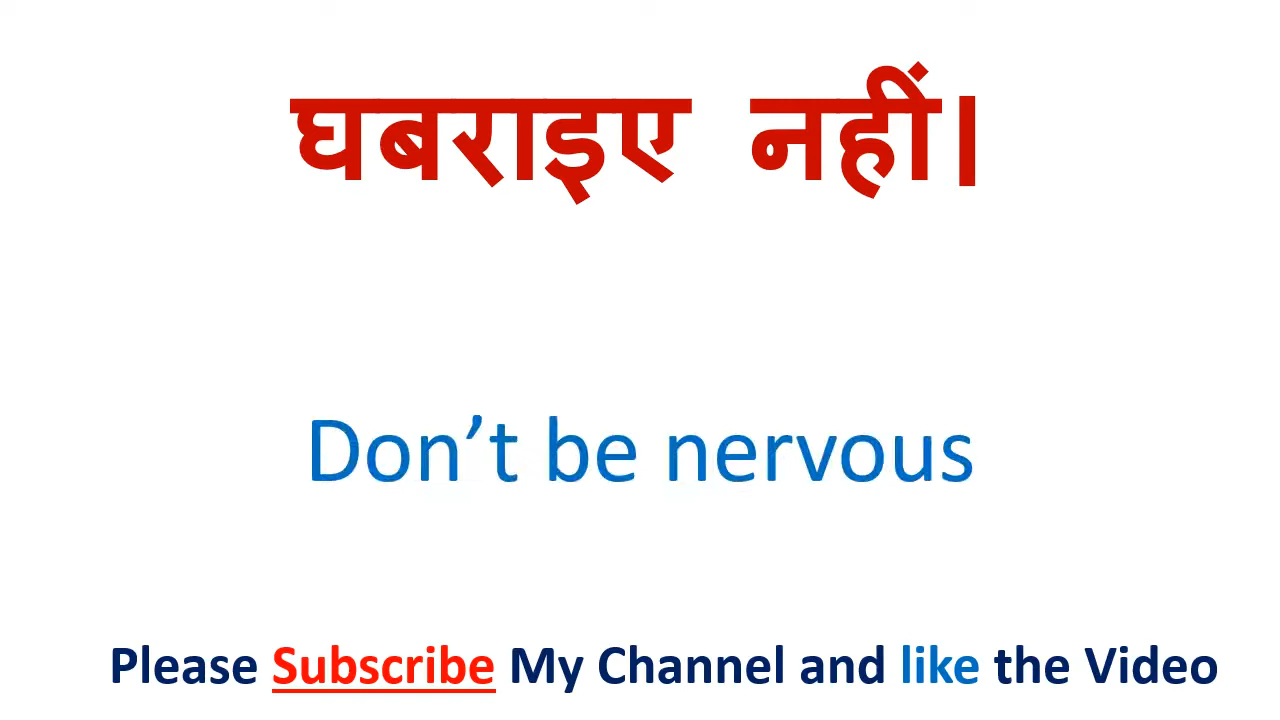 घबराइए नहीं।
Don’t be nervous
Please Subscribe My Channel and like the Video